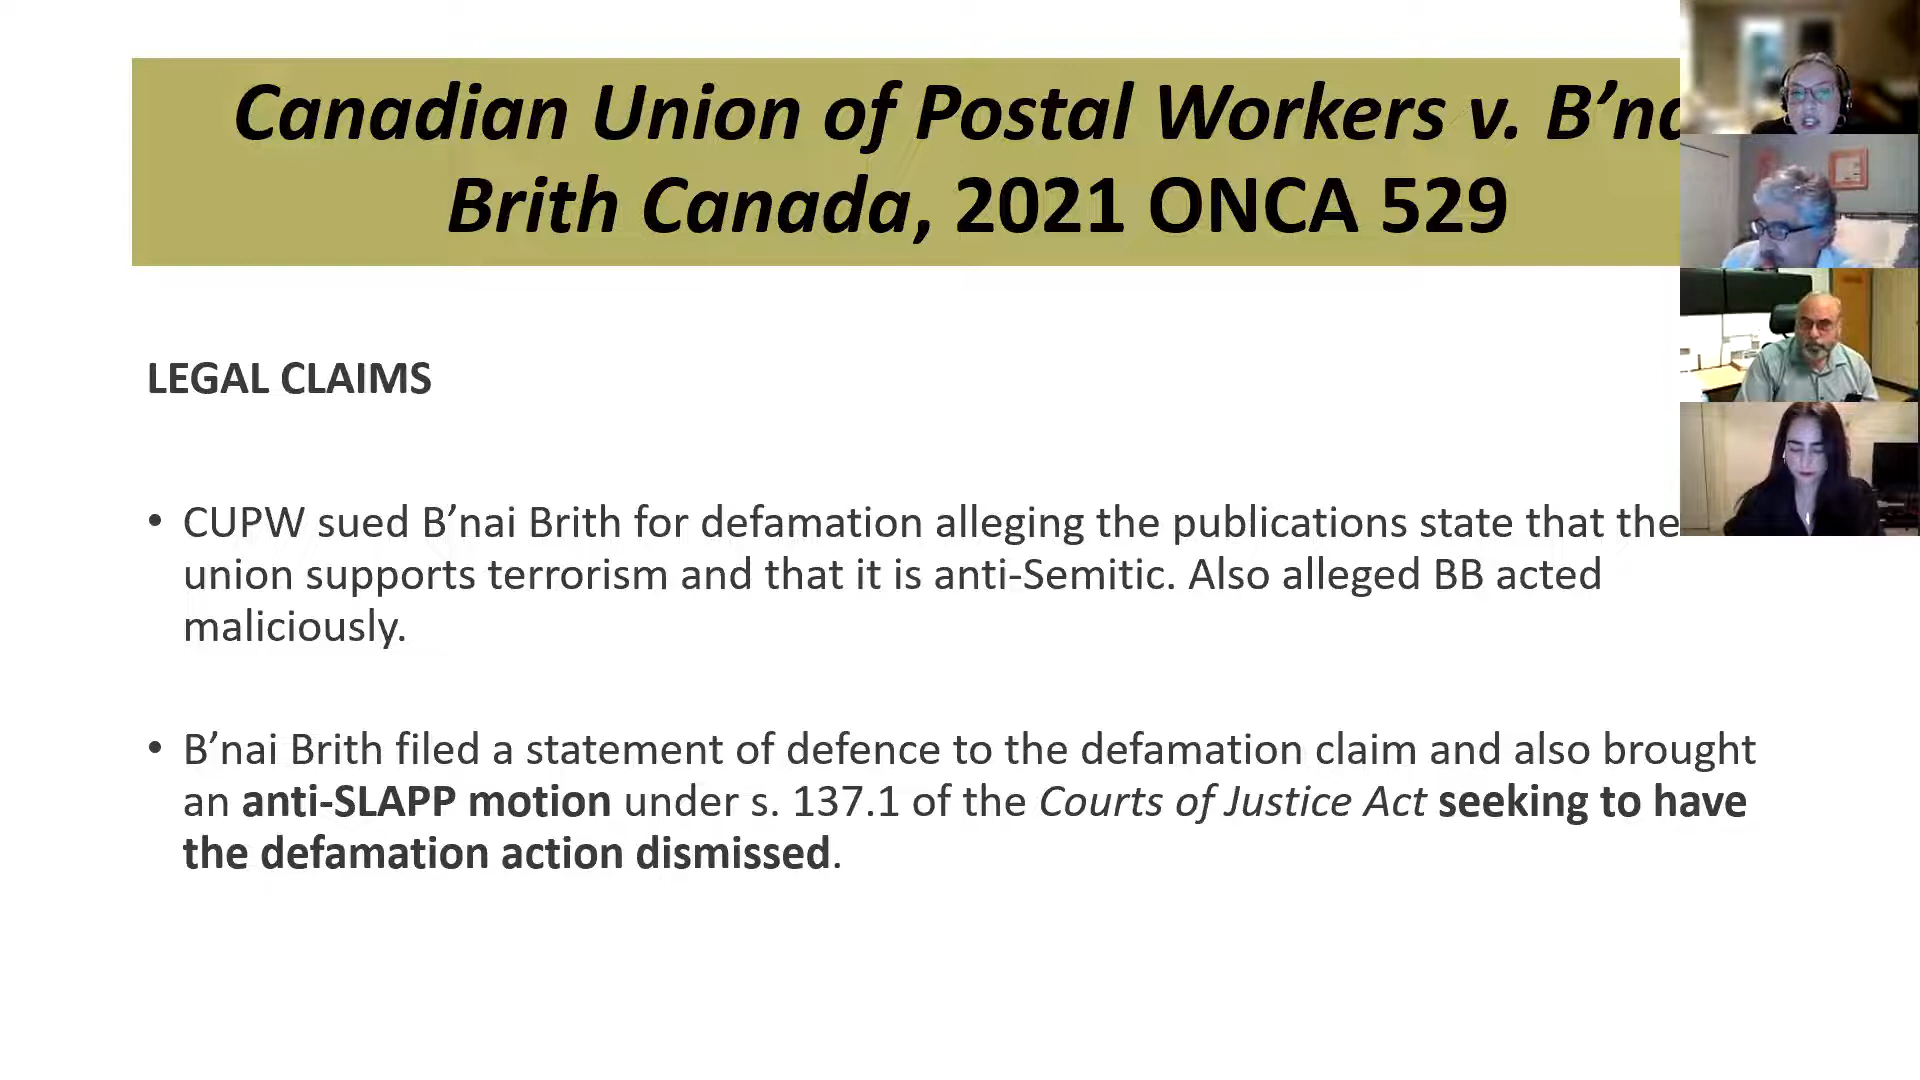 Canadian Union of Postal Workers v. B’na
Brith Canada, 2021 ONCA 529
LEGAL CLAIMS
• CUPW sued B’nai Brith for defamation alleging the publications state that the
union supports terrorism and that it is anti-Semitic. Also alleged BB acted
maliciously.
• B’nai Brith filed a statement of defence to the defamation claim and also brought
an anti-SLAPP motion under s. 137.1 of the Courts of Justice Act seeking to have
the defamation action dismissed.